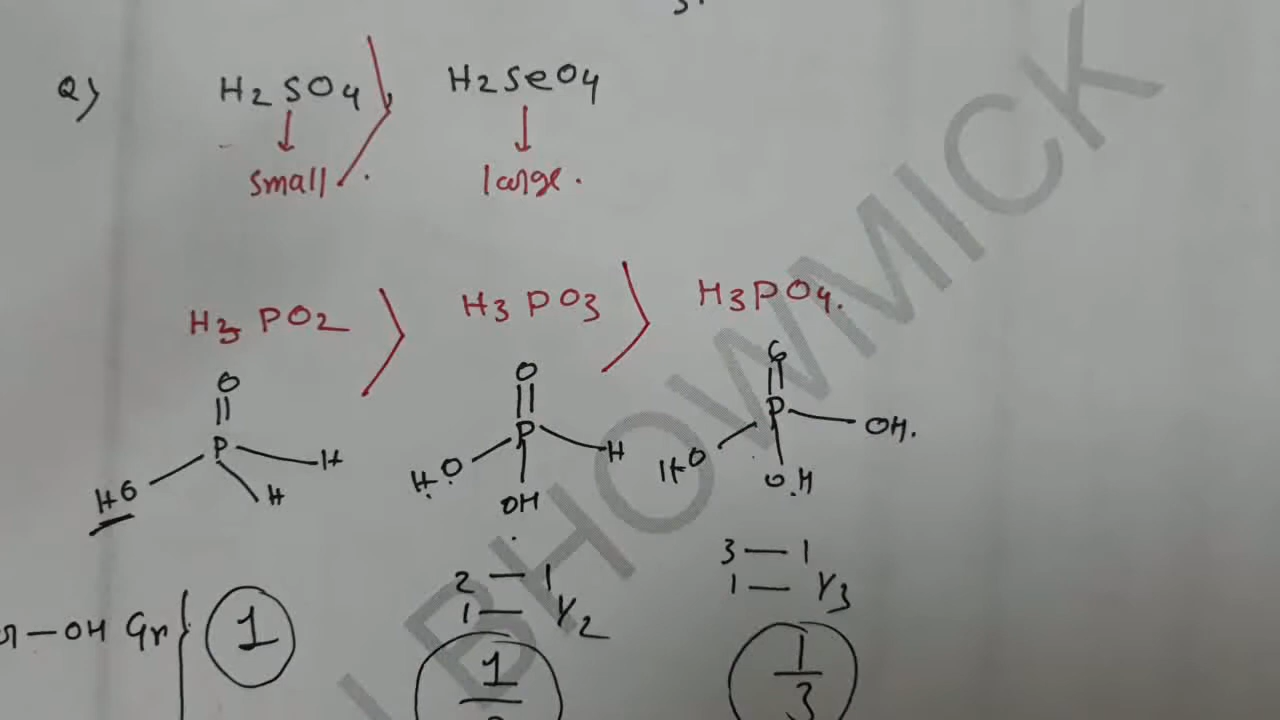 Q) H2SO4 > H2SeO4
↓ ↓
small. large.
H3PO2 > H3PO3 > H3PO4.
O O O
|| || ||
HO P H HO P H HO P OH.
H OH OH
2 — 1 3 — 1
1 — 1/2 1 — 1/3
—OH Gr} 1 1 1/3
BHOWMICK